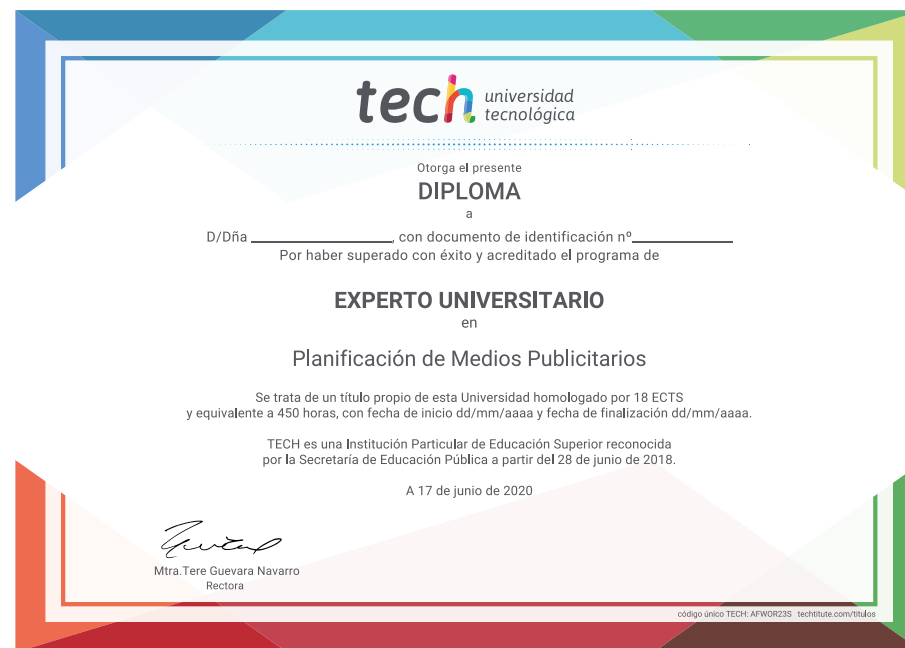 tech universidad
tecnológica
Otorga el presente
DIPLOMA
a
D/Dña ____________, con documento de identificación nº____________
Por haber superado con éxito y acreditado el programa de
EXPERTO UNIVERSITARIO
en
Planificación de Medios Publicitarios
Se trata de un título propio de esta Universidad homologado por 18 ECTS
y equivalente a 450 horas, con fecha de inicio dd/mm/aaaa y fecha de finalización dd/mm/aaaa.
TECH es una Institución Particular de Educación Superior reconocida
por la Secretaría de Educación Pública a partir del 28 de junio de 2018.
A 17 de junio de 2020
Mtra.Tere Guevara Navarro
Rectora
código único TECH: AFWOR23S techtitute.com/titulos